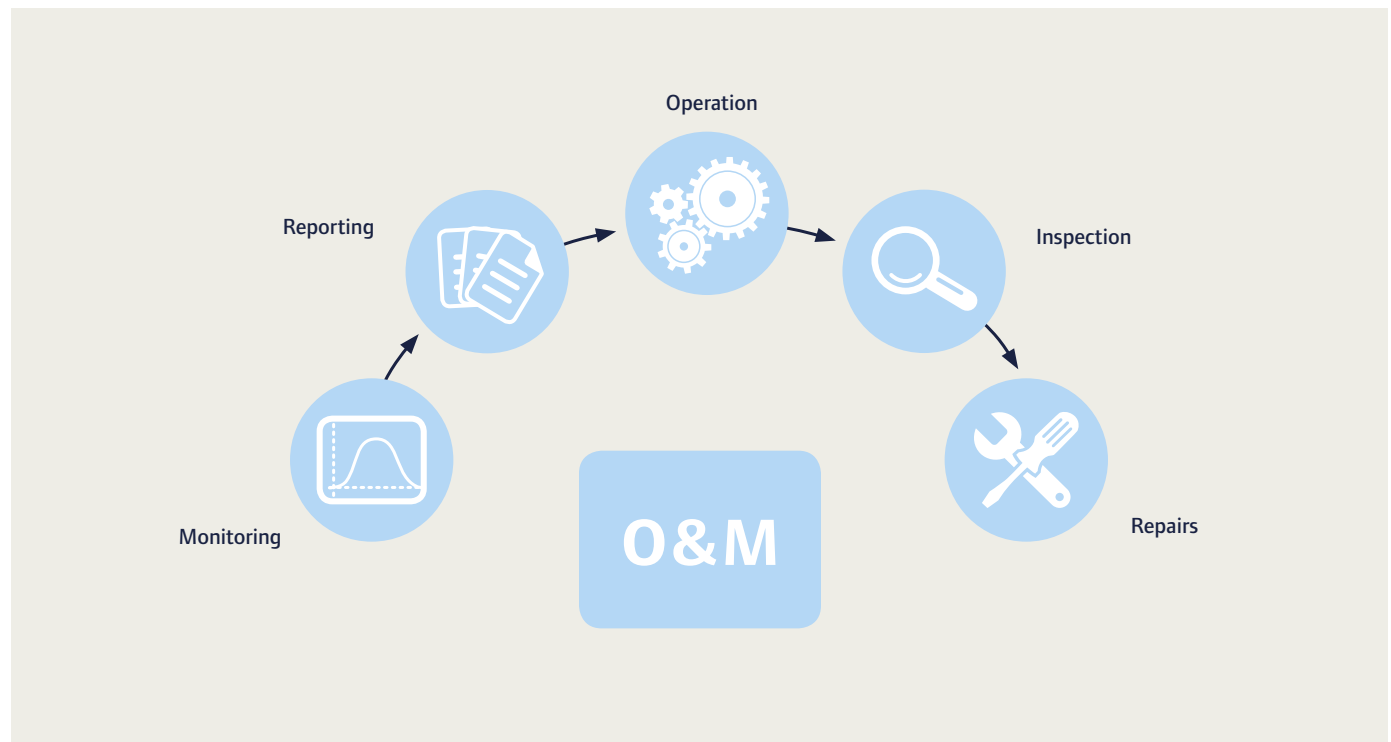 Operation
Reporting
Inspection
Monitoring
Repairs
O&M